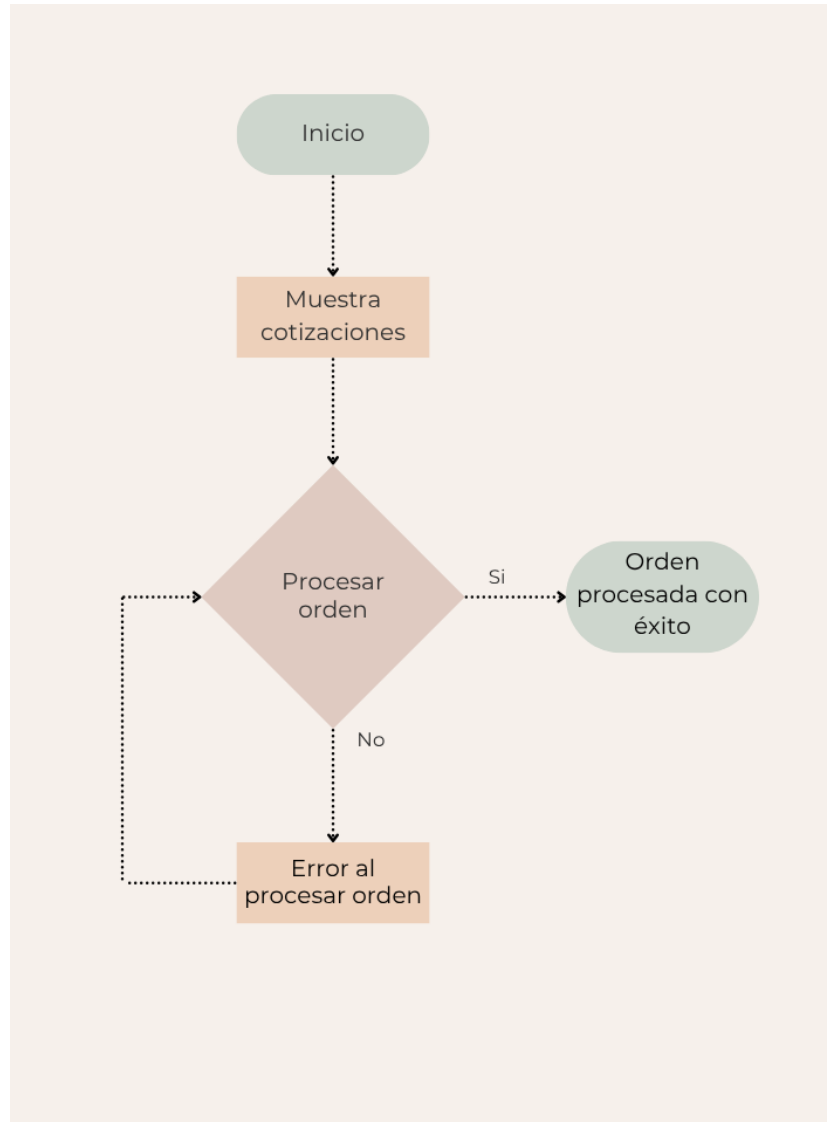 Inicio
Muestra
cotizaciones
Procesar
orden
Si
Orden
procesada con
éxito
No
Error al
procesar orden